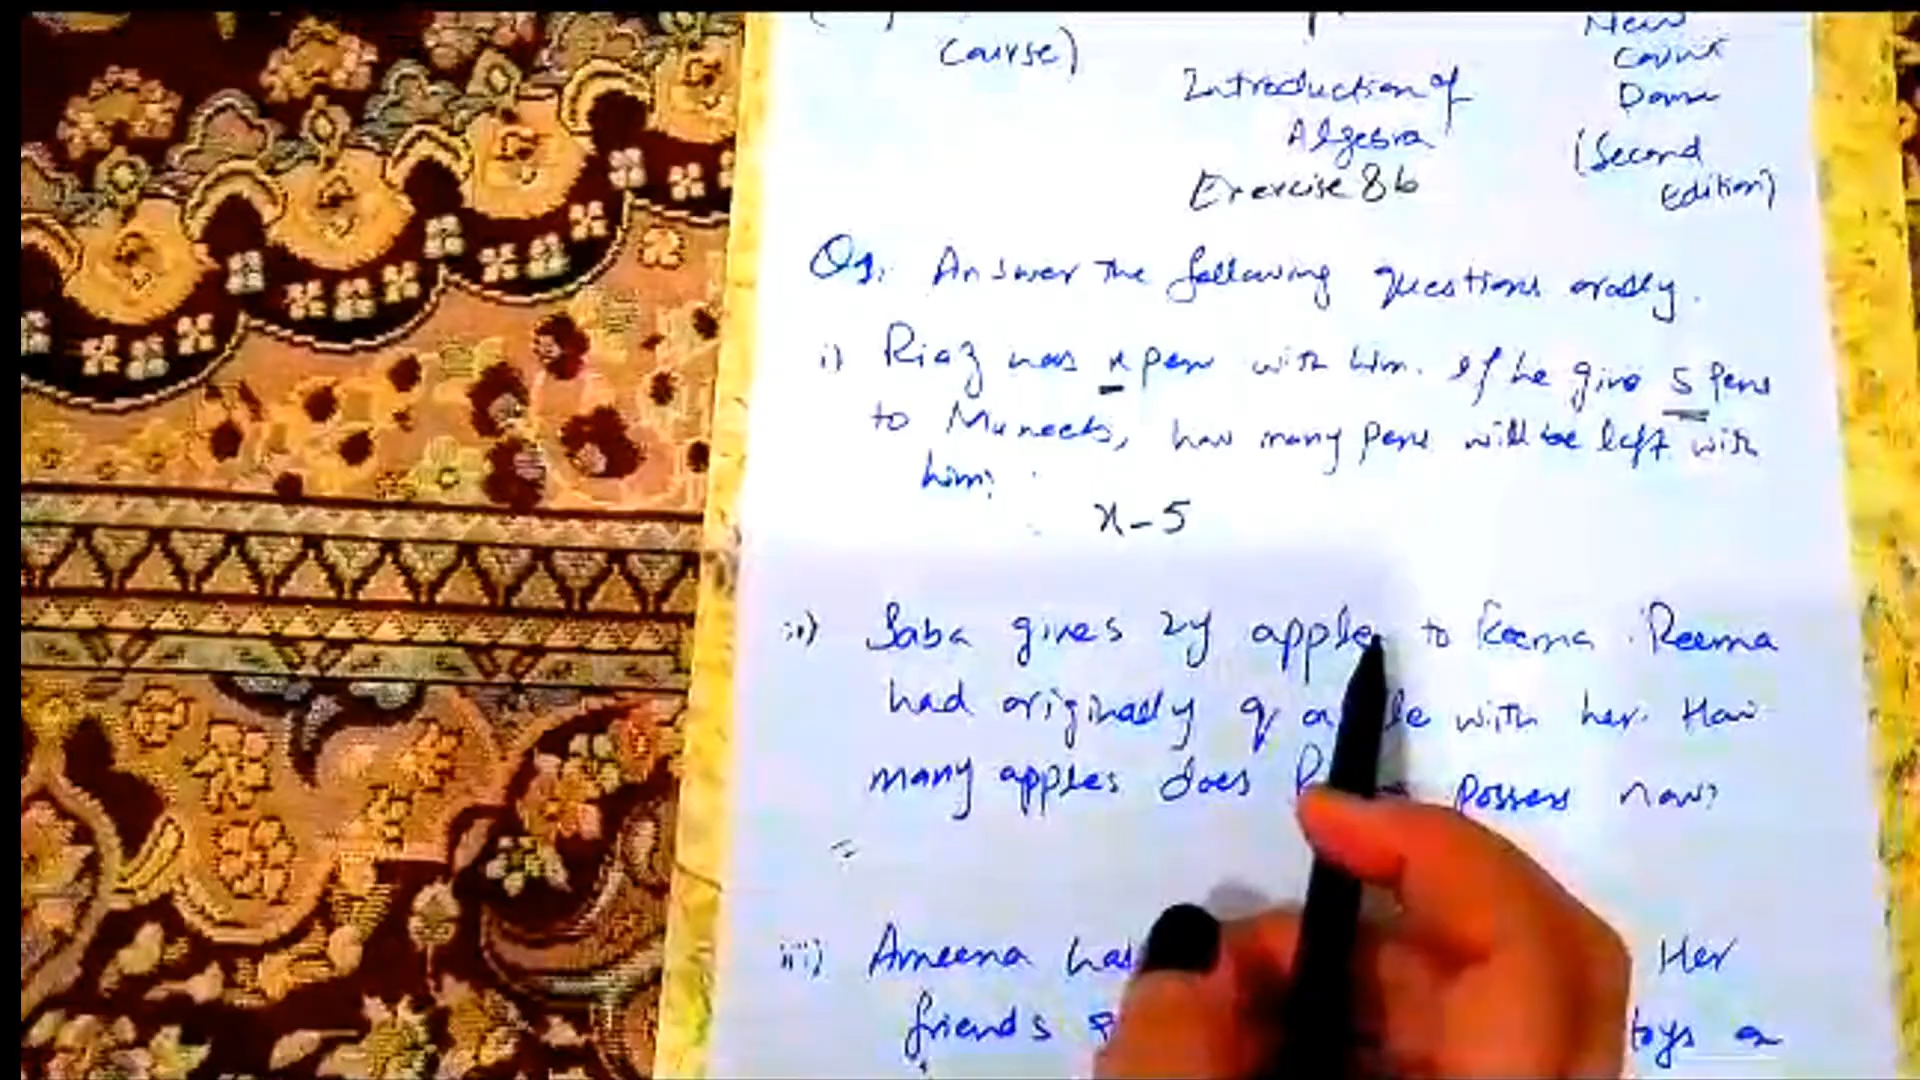 Course)
New
Count
Down
(Second
Edition)
Introduction of
Algebra
Exercise 8b
Q1. Answer the following questions orally.
i) Riaz has x pen with him. If he give 5 Pens
to Muneeb, how many pens will be left with
him?
x-5
ii) Saba gives 2y apples to Reema. Reema
had originally q with her. How
many apples does possess now?
=
iii) Ameena has Her
friends toys